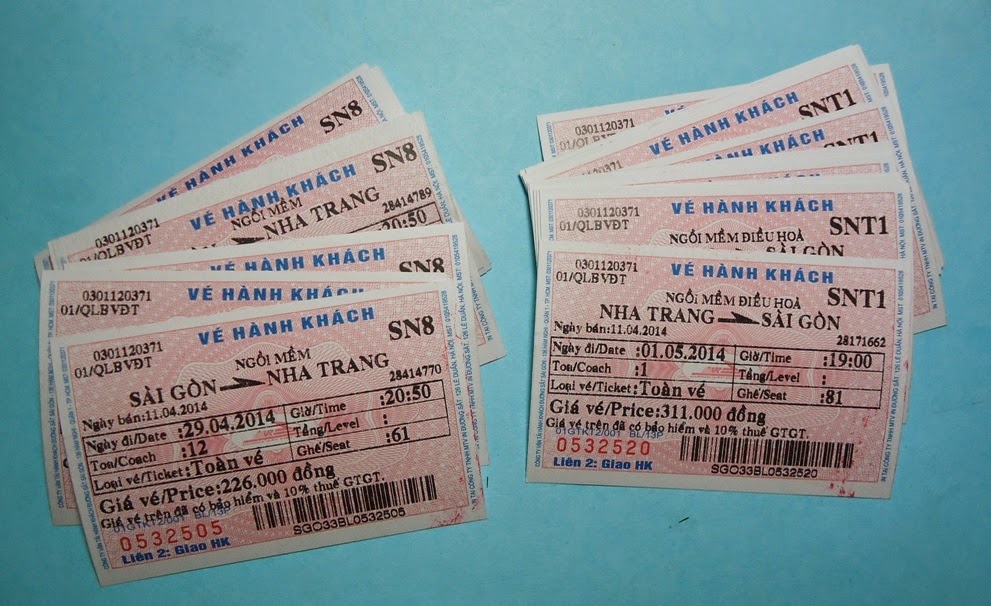 VÉ HÀNH KHÁCH
SN8
0301120371
01/QLBVĐT
VÉ HÀNH KHÁCH
SN8
NGỒI MỀM
NHA TRANG
28414789
20:50
VÉ HÀNH KHÁCH
SN8
0301120371
01/QLBVĐT
VÉ HÀNH KHÁCH
0301120371
01/QLBVĐT
VÉ HÀNH KHÁCH
SN8
NGỒI MỀM
SÀI GÒN NHA TRANG
28414770
Ngày bán:11.04.2014
Ngày đi/Date :29.04.2014 Giờ/Time :20:50
Toa/Coach :12 Tầng/Level :
Loại vé/Ticket:Toàn vé Ghế/Seat :61
Giá vé/Price:226.000 đồng
Giá vé trên đã có bảo hiểm và 10% thuế GTGT.
01GTK12/001 BL/13P
0532505
SGO33BL0532505
Liên 2: Giao HK
VÉ
0301120371
01/QLBVĐT
VÉ HÀNH KHÁCH
SNT1
SNT1
0301120371
01/QLBVĐT
VÉ HÀNH KHÁCH
SNT1
NGỒI MỀM ĐIỀU HOÀ
SÀI GÒN
0301120371
01/QLBVĐT
VÉ HÀNH KHÁCH
SNT1
NGỒI MỀM ĐIỀU HOÀ
NHA TRANG SÀI GÒN
Ngày bán:11.04.2014
28171662
Ngày đi/Date :01.05.2014 Giờ/Time :19:00
Toa/Coach :1 Tầng/Level :
Loại vé/Ticket:Toàn vé Ghế/Seat :81
Giá vé/Price:311.000 đồng
Giá vé trên đã có bảo hiểm và 10% thuế GTGT.
01GTK12/001 BL/13P
0532520
SGO33BL0532520
Liên 2: Giao HK